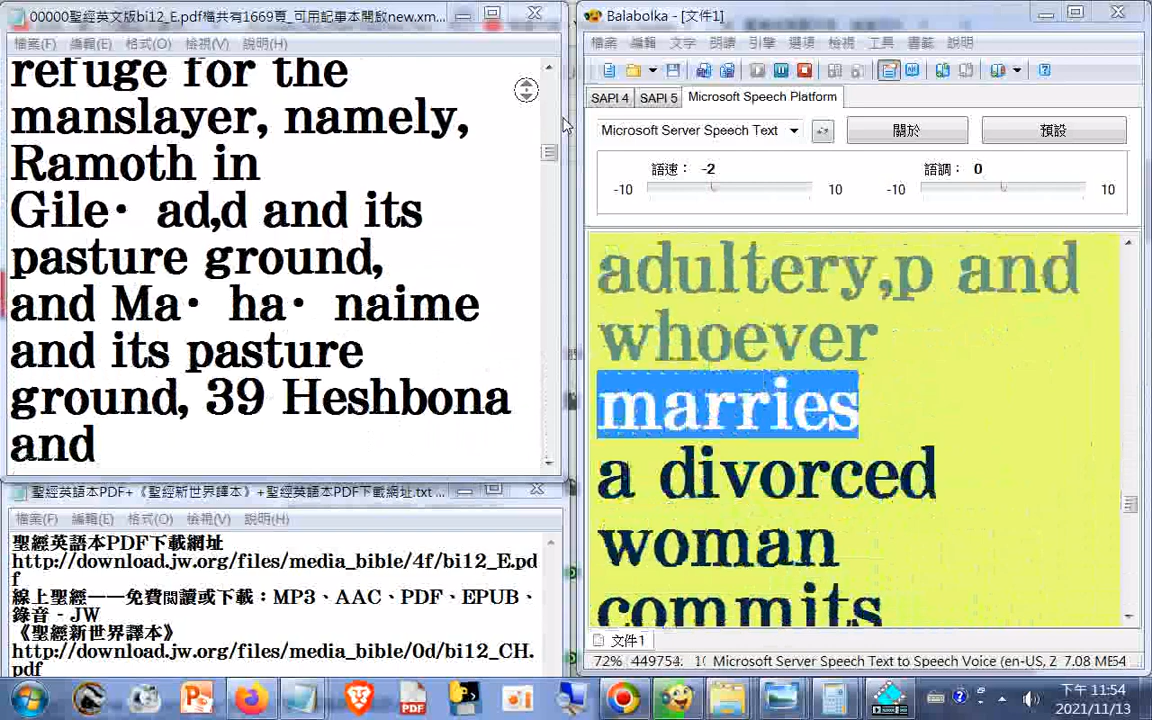 00000聖經英文版bi12_E.pdf檔共有1669頁_可用記事本開啟new.xm...
檔案(F) 編輯(E) 格式(O) 檢視(V) 說明(H)
refuge for the
manslayer, namely,
Ramoth in
Gile· ad,d and its
pasture ground,
and Ma· ha· naime
and its pasture
ground, 39 Heshbona
and
聖經英語本PDF+《聖經新世界譯本》+聖經英語本PDF下載網址.txt ...
檔案(F) 編輯(E) 格式(O) 檢視(V) 說明(H)
聖經英語本PDF下載網址
http://download.jw.org/files/media_bible/4f/bi12_E.pd
f
線上聖經——免費閱讀或下載：MP3、AAC、PDF、EPUB、
錄音 - JW
《聖經新世界譯本》
http://download.jw.org/files/media_bible/0d/bi12_CH.
pdf
Balabolka - [文件1]
檔案 編輯 文字 朗讀 引擎 選項 檢視 工具 書籤 說明
SAPI 4 SAPI 5 Microsoft Speech Platform
Microsoft Server Speech Text 關於 預設
語速： -2 語調： 0
-10 10 -10 10
adultery,p and
whoever
marries
a divorced
woman
commits
文件1
72% 449754. Microsoft Server Speech Text to Speech Voice (en-US, Z 7.08 ME54
下午 11:54
2021/11/13